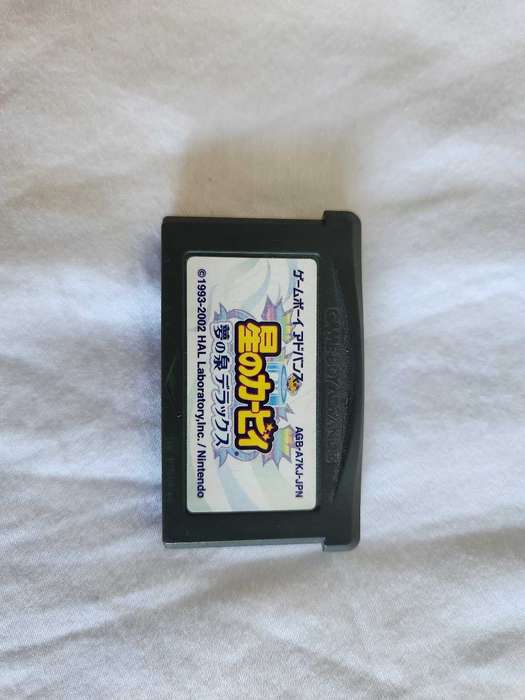 GAME BOY ADVANCE
ゲームボーイ アドバンス
AGB-A7KJ-JPN
星のカービィ
夢の泉デラックス
©1993-2002 HAL Laboratory,Inc. / Nintendo